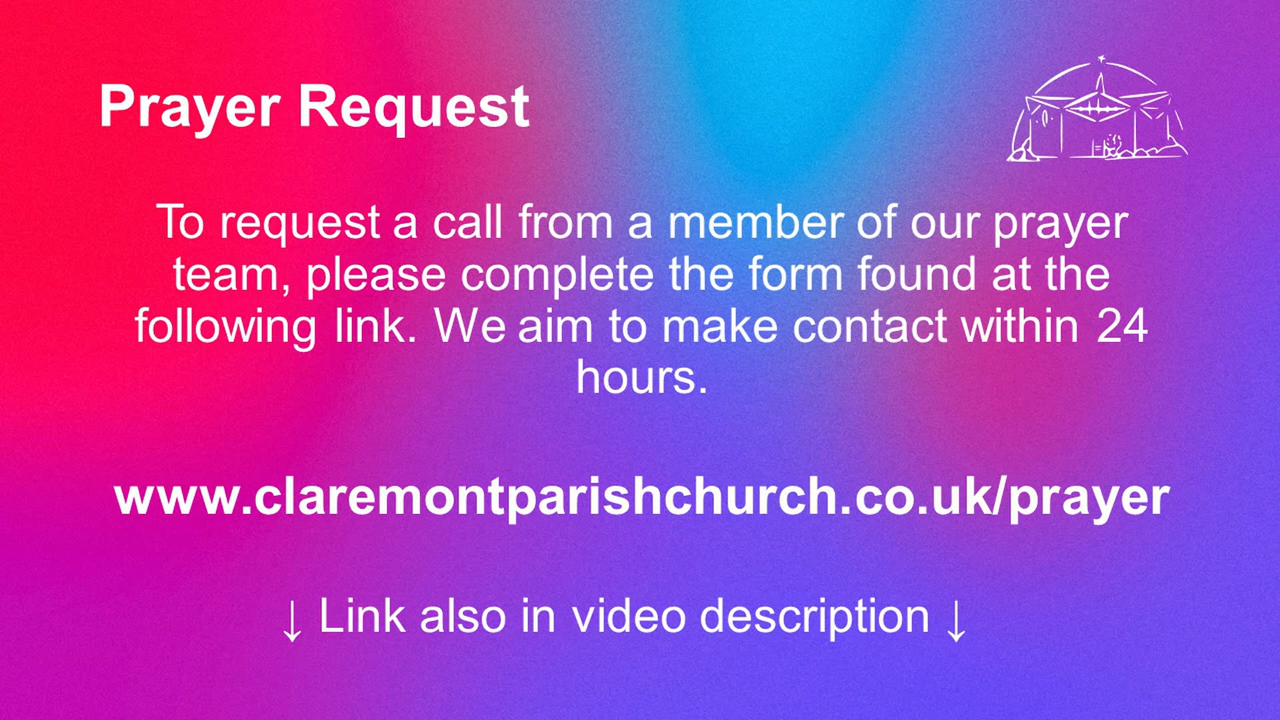 Prayer Request
To request a call from a member of our prayer
team, please complete the form found at the
following link. We aim to make contact within 24
hours.
www.claremontparishchurch.co.uk/prayer
↓ Link also in video description ↓